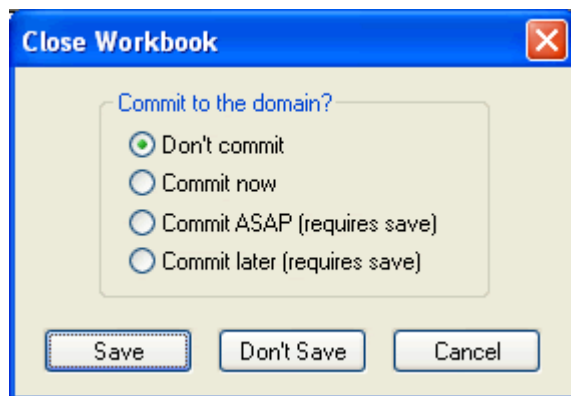 Close Workbook
Commit to the domain?
Don't commit
Commit now
Commit ASAP (requires save)
Commit later (requires save)
Save Don't Save Cancel